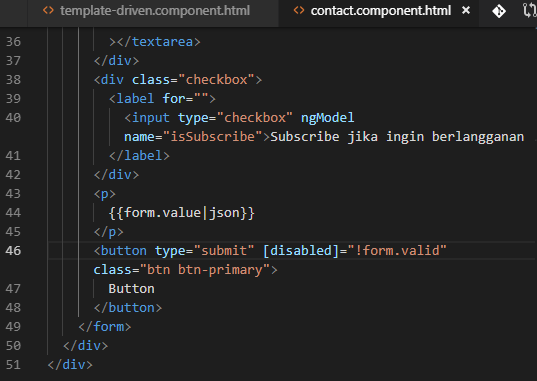 <> template-driven.component.html <> contact.component.html ×
36 ></textarea>
37 </div>
38 <div class="checkbox">
39 <label for="">
40 <input type="checkbox" ngModel
name="isSubscribe">Subscribe jika ingin berlangganan
41 </label>
42 </div>
43 <p>
44 {{form.value|json}}
45 </p>
46 <button type="submit" [disabled]="!form.valid"
class="btn btn-primary">
47 Button
48 </button>
49 </form>
50 </div>
51 </div>